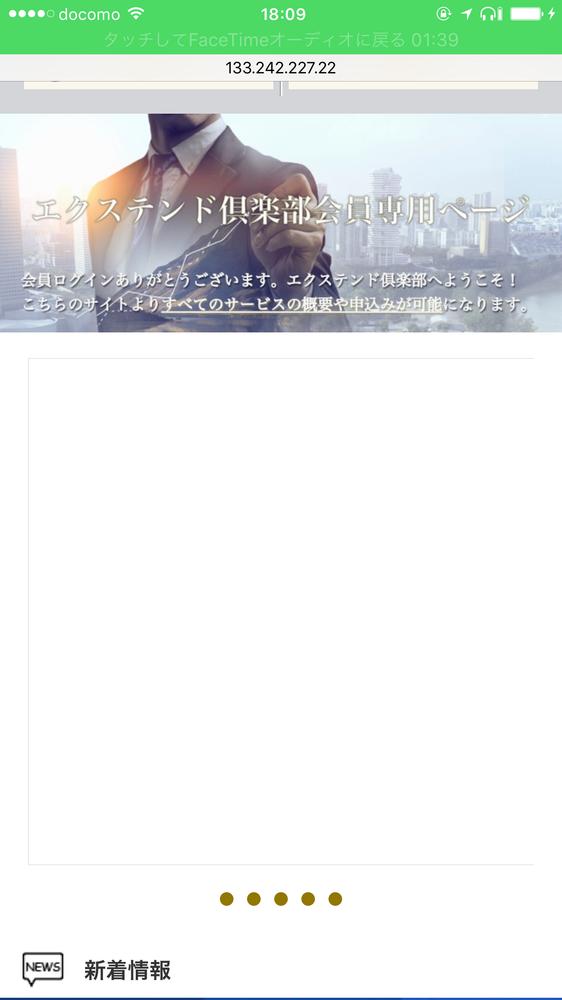 docomo 18:09
タッチしてFaceTimeオーディオに戻る 01:39
133.242.227.22
エクステンド倶楽部会員専用ページ
会員ログインありがとうございます。エクステンド倶楽部へようこそ！
こちらのサイトよりすべてのサービスの概要や申込みが可能になります。
NEWS 新着情報